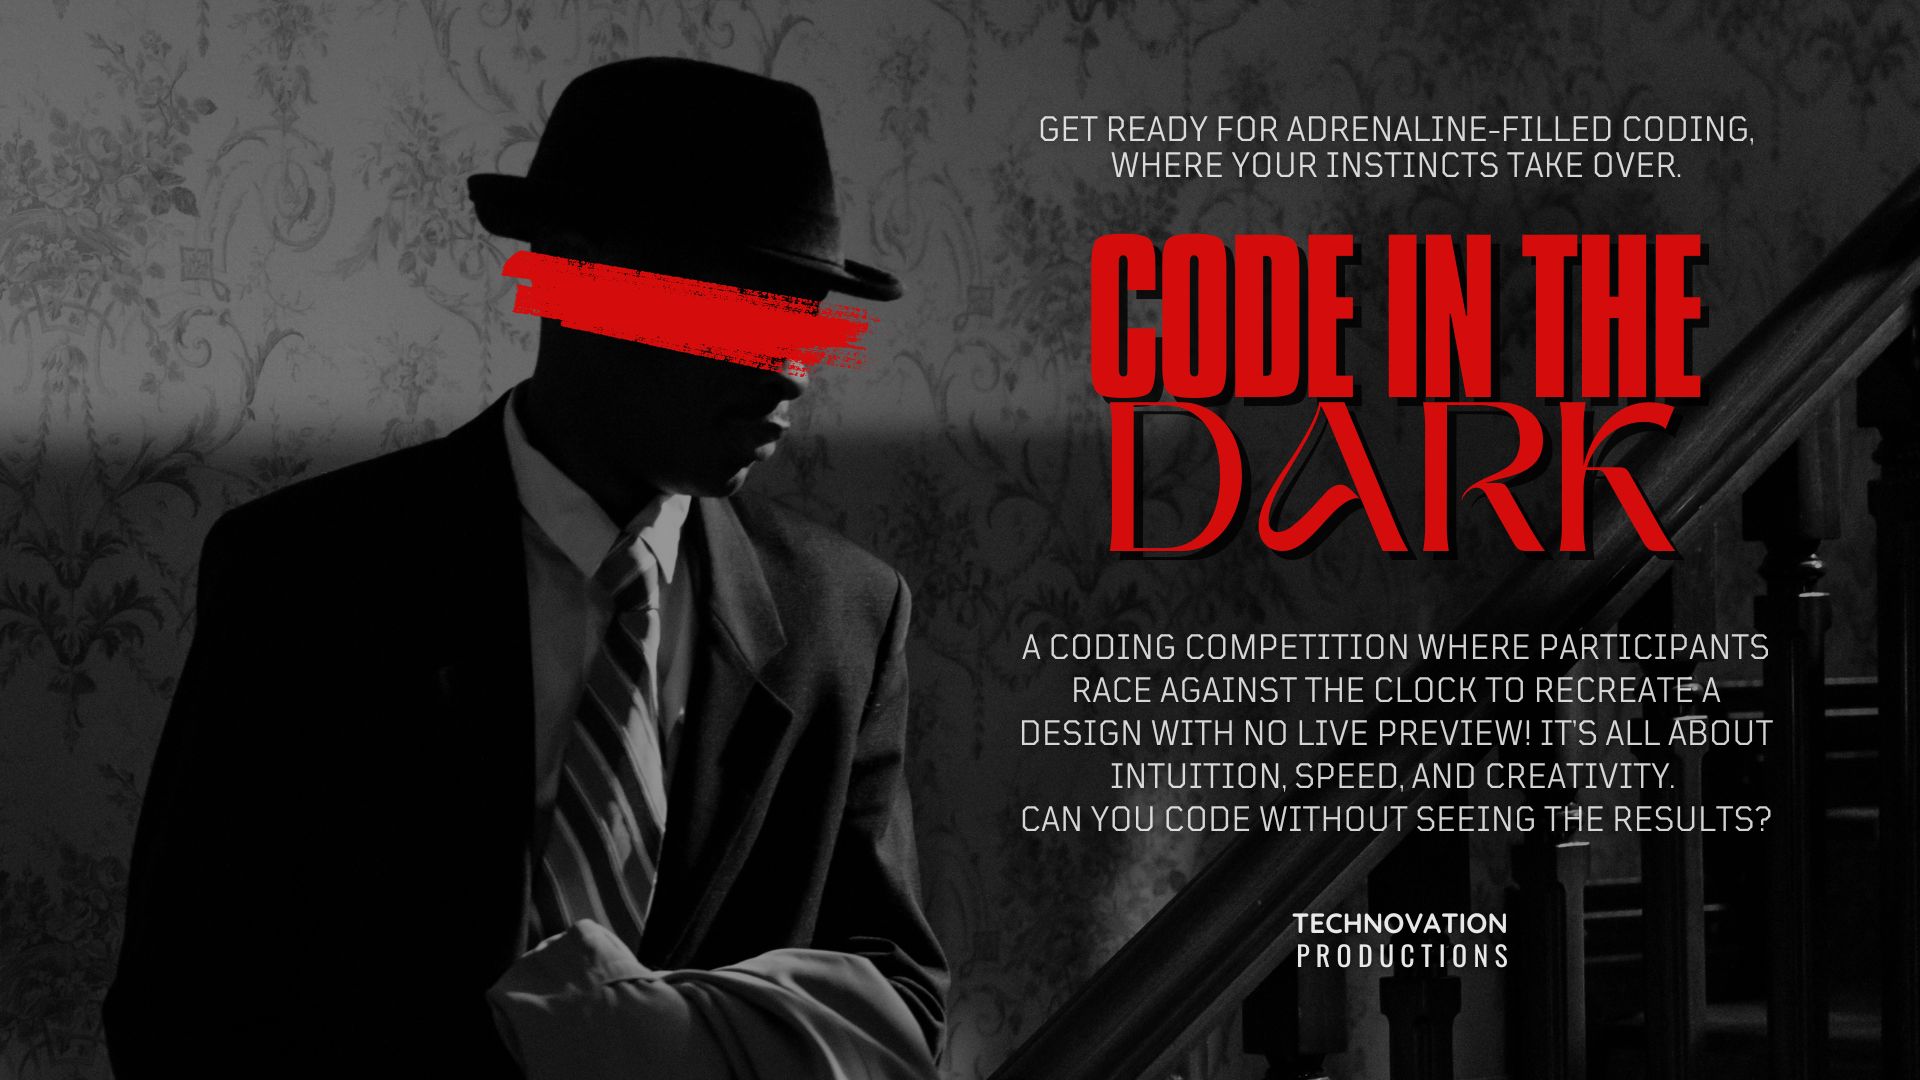 GET READY FOR ADRENALINE-FILLED CODING,
WHERE YOUR INSTINCTS TAKE OVER.
CODE IN THE
DARK
A CODING COMPETITION WHERE PARTICIPANTS
RACE AGAINST THE CLOCK TO RECREATE A
DESIGN WITH NO LIVE PREVIEW! IT'S ALL ABOUT
INTUITION, SPEED, AND CREATIVITY.
CAN YOU CODE WITHOUT SEEING THE RESULTS?
TECHNOVATION
PRODUCTIONS